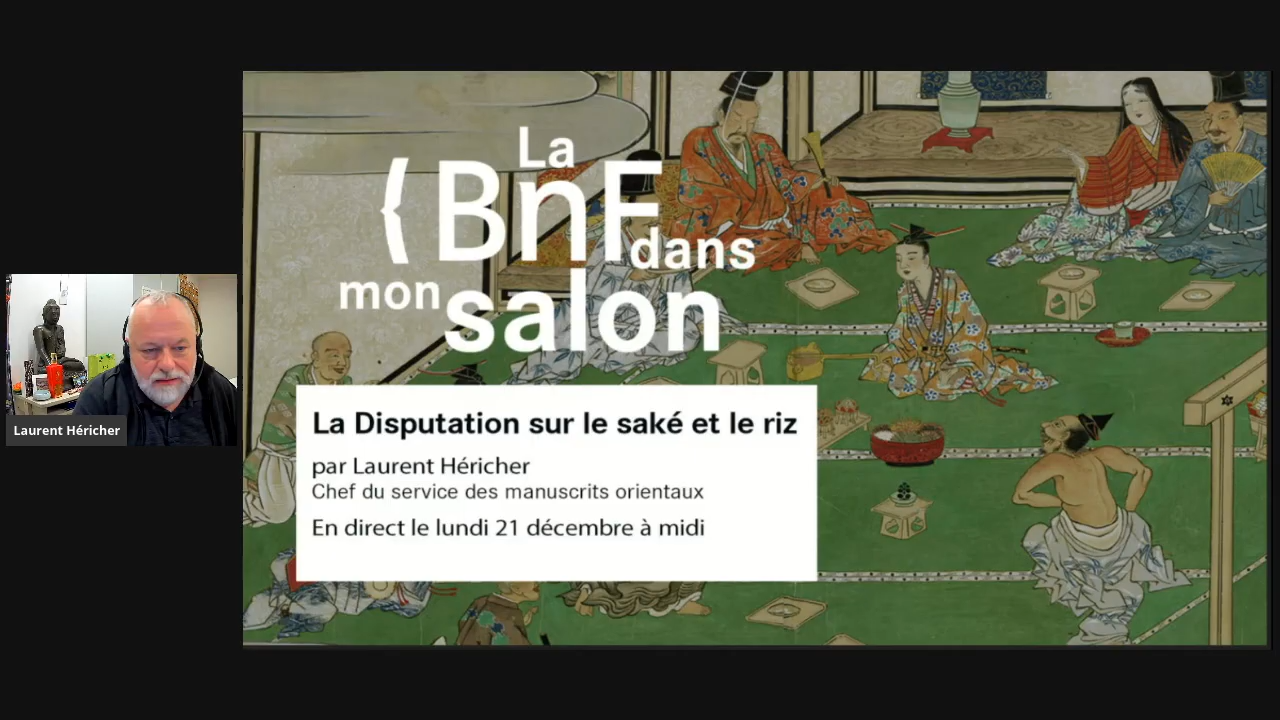 La
BnF
dans
mon
salon
La Disputation sur le saké et le riz
par Laurent Héricher
Chef du service des manuscrits orientaux
En direct le lundi 21 décembre à midi
Laurent Héricher